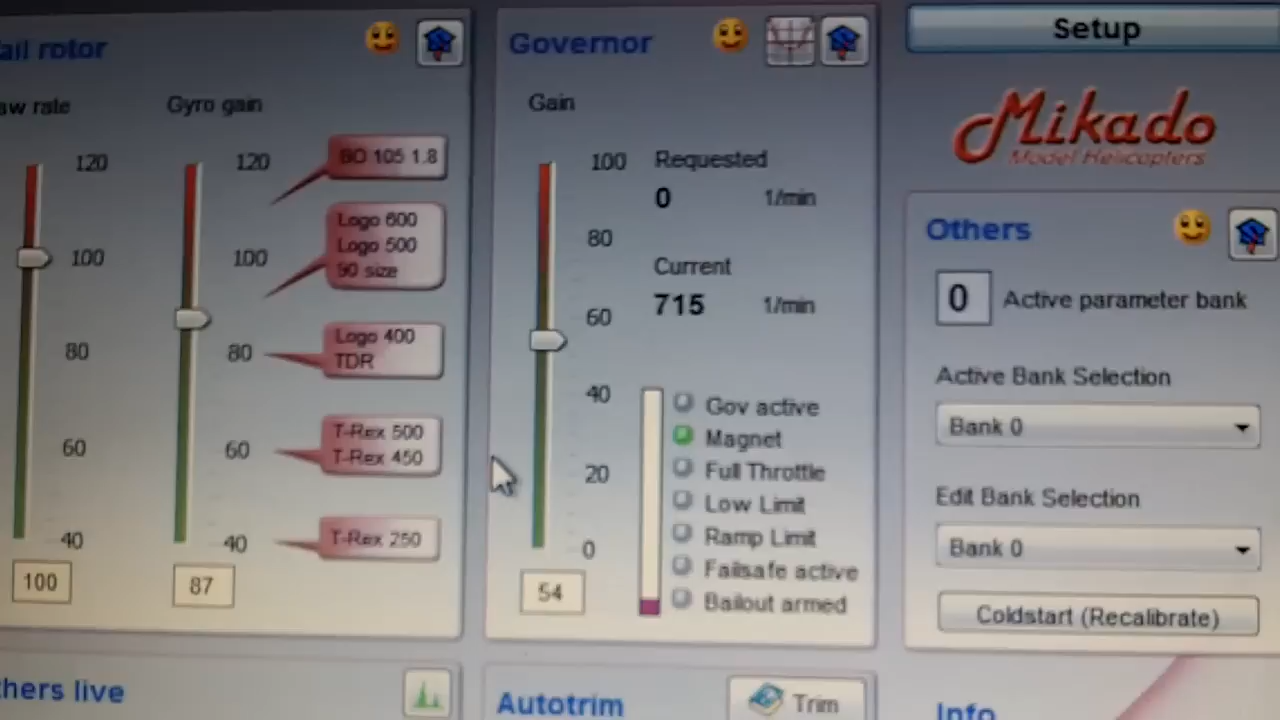 ail rotor
aw rate
Gyro gain
120
100
80
60
40
100
120
100
80
60
40
87
BO 105 1.8
Logo 600
Logo 500
90 size
Logo 400
TDR
T-Rex 500
T-Rex 450
T-Rex 250
Governor
Gain
100
80
60
40
20
0
54
Requested
0 1/min
Current
715 1/min
Gov active
Magnet
Full Throttle
Low Limit
Ramp Limit
Failsafe active
Bailout armed
Setup
Mikado
Model Helicopters
Others
0 Active parameter bank
Active Bank Selection
Bank 0
Edit Bank Selection
Bank 0
Coldstart (Recalibrate)
hers live
Autotrim
Trim
Info